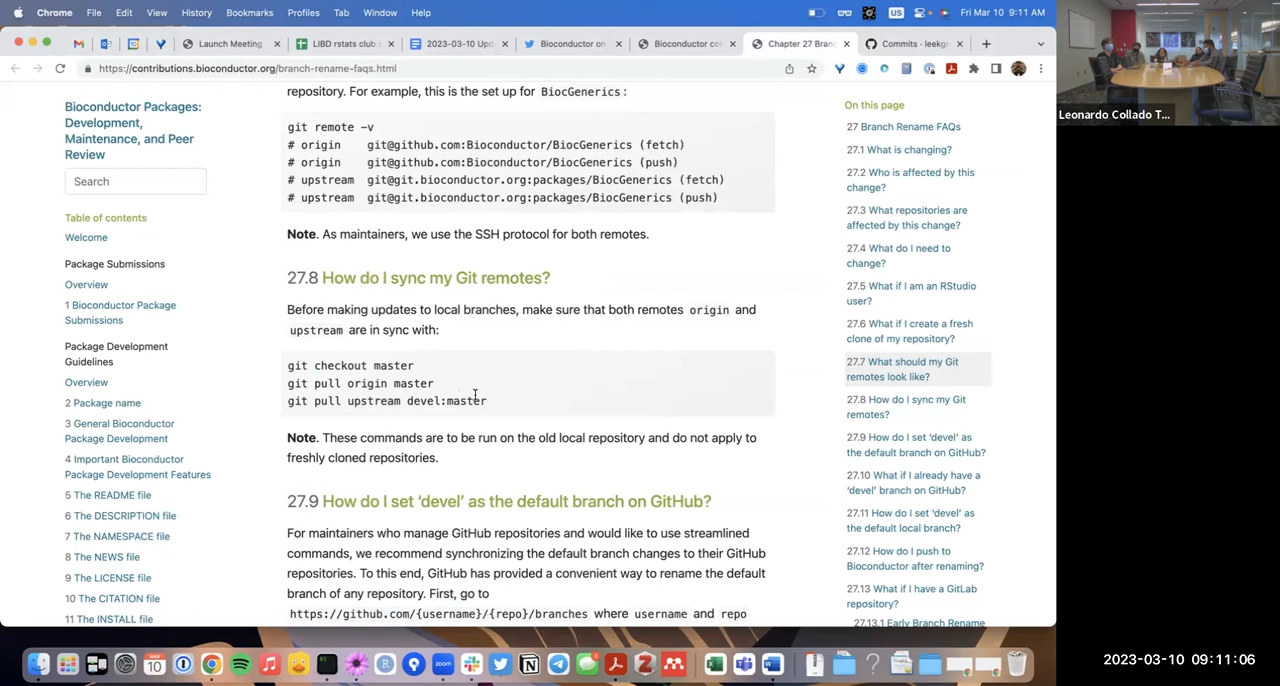 Chrome File Edit View History Bookmarks Profiles Tab Window Help US Fri Mar 10 9:11 AM
Launch Meeting LIBD rstats club s 2023-03-10 Upd Bioconductor on Bioconductor co Chapter 27 Bran Commits · leekg
https://contributions.bioconductor.org/branch-rename-faqs.html
Leonardo Collado T...
Bioconductor Packages:
Development,
Maintenance, and Peer
Review
Search
Table of contents
Welcome
Package Submissions
Overview
1 Bioconductor Package
Submissions
Package Development
Guidelines
Overview
2 Package name
3 General Bioconductor
Package Development
4 Important Bioconductor
Package Development Features
5 The README file
6 The DESCRIPTION file
7 The NAMESPACE file
8 The NEWS file
9 The LICENSE file
10 The CITATION file
11 The INSTALL file
repository. For example, this is the set up for BiocGenerics :
git remote -v
# origin git@github.com:Bioconductor/BiocGenerics (fetch)
# origin git@github.com:Bioconductor/BiocGenerics (push)
# upstream git@git.bioconductor.org:packages/BiocGenerics (fetch)
# upstream git@git.bioconductor.org:packages/BiocGenerics (push)
Note. As maintainers, we use the SSH protocol for both remotes.
27.8 How do I sync my Git remotes?
Before making updates to local branches, make sure that both remotes origin and
upstream are in sync with:
git checkout master
git pull origin master
git pull upstream devel:master
Note. These commands are to be run on the old local repository and do not apply to
freshly cloned repositories.
27.9 How do I set ‘devel’ as the default branch on GitHub?
For maintainers who manage GitHub repositories and would like to use streamlined
commands, we recommend synchronizing the default branch changes to their GitHub
repositories. To this end, GitHub has provided a convenient way to rename the default
branch of any repository. First, go to
https://github.com/{username}/{repo}/branches where username and repo
On this page
27 Branch Rename FAQs
27.1 What is changing?
27.2 Who is affected by this
change?
27.3 What repositories are
affected by this change?
27.4 What do I need to
change?
27.5 What if I am an RStudio
user?
27.6 What if I create a fresh
clone of my repository?
27.7 What should my Git
remotes look like?
27.8 How do I sync my Git
remotes?
27.9 How do I set ‘devel’ as
the default branch on GitHub?
27.10 What if I already have a
‘devel’ branch on GitHub?
27.11 How do I set ‘devel’ as
the default local branch?
27.12 How do I push to
Bioconductor after renaming?
27.13 What if I have a GitLab
repository?
27.13.1 Early Branch Rename
10 zoom
2023-03-10 09:11:06